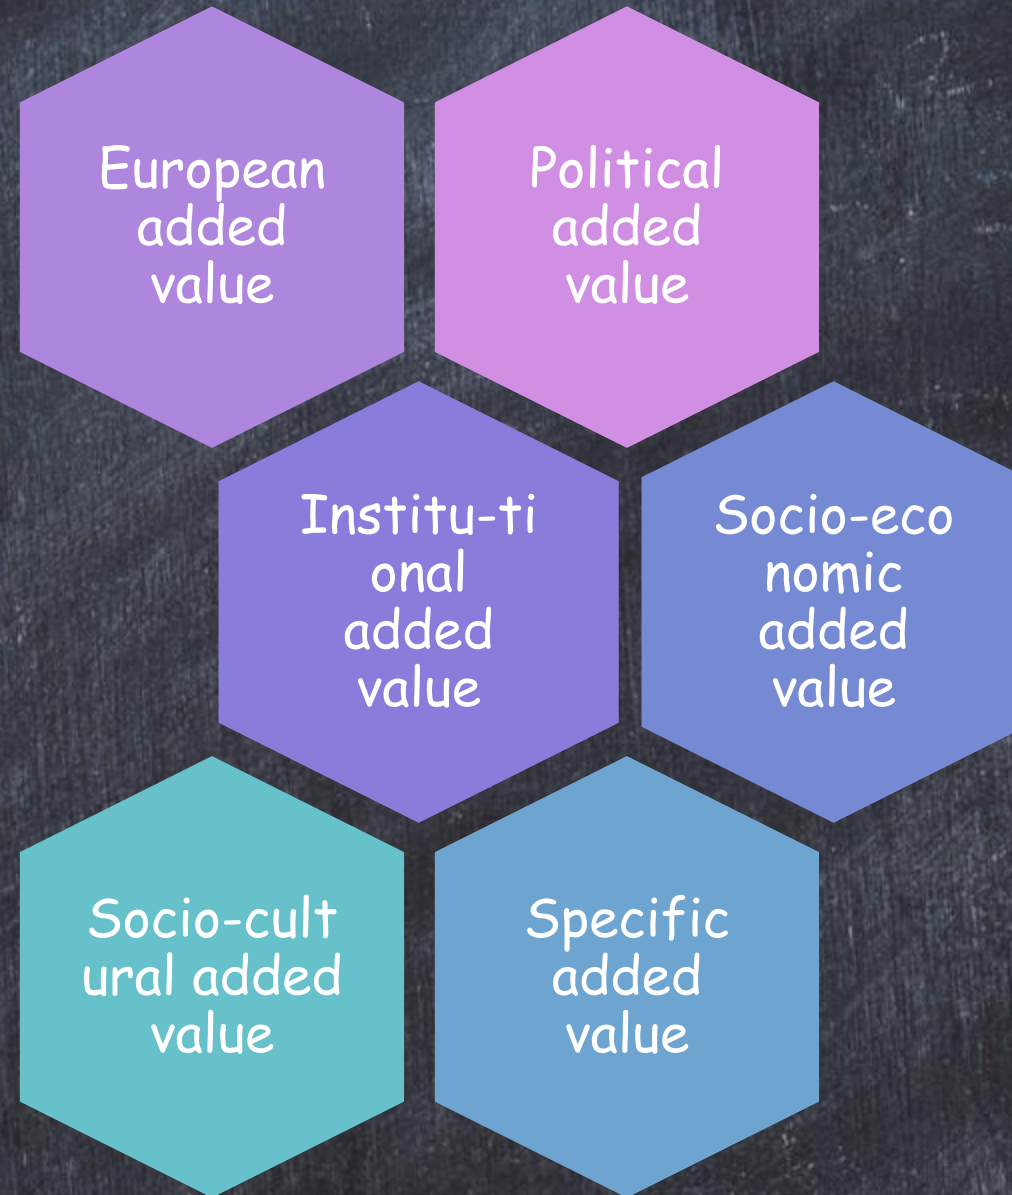 European
added
value
Political
added
value
Institu-ti
onal
added
value
Socio-eco
nomic
added
value
Socio-cult
ural added
value
Specific
added
value